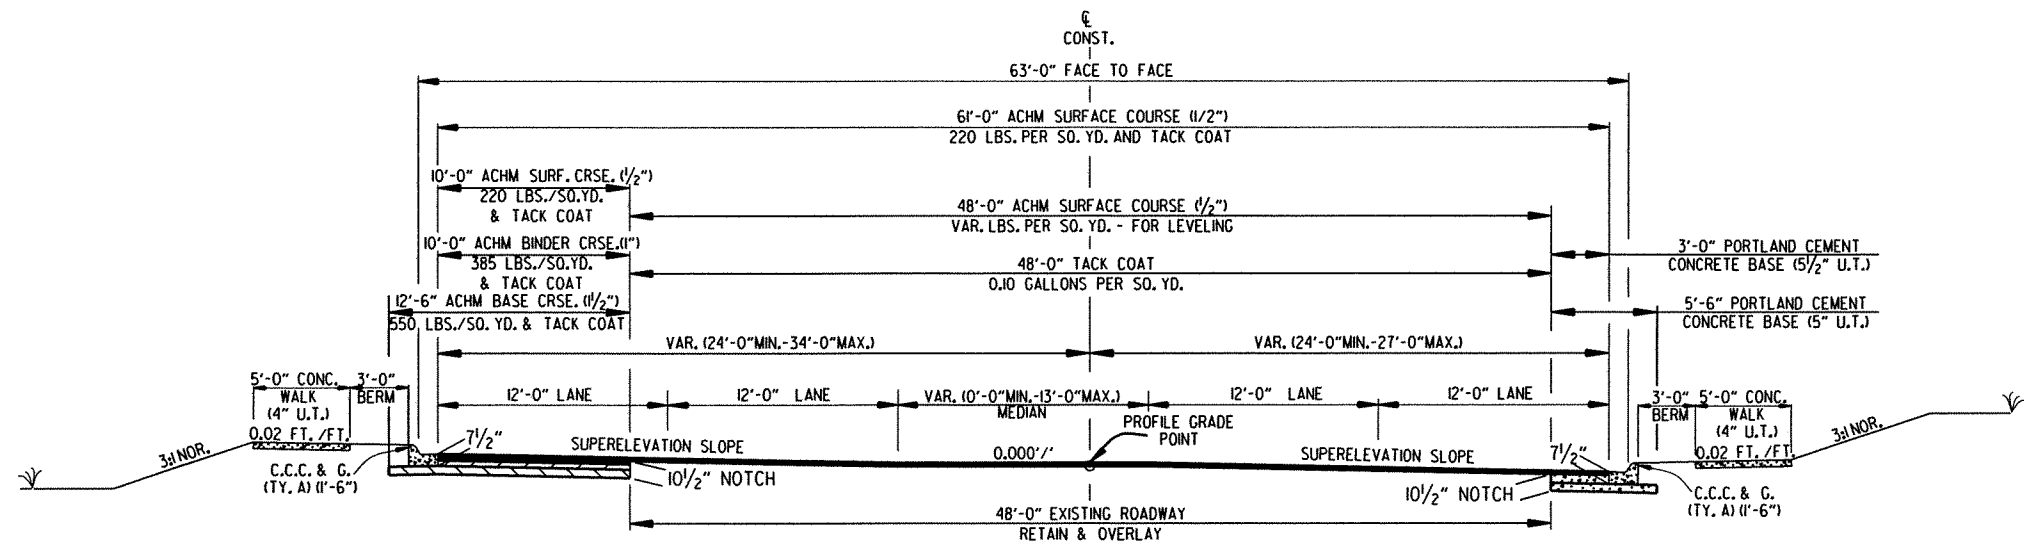 ℄
CONST.
63'-0" FACE TO FACE
61'-0" ACHM SURFACE COURSE (1/2")
220 LBS. PER SQ. YD. AND TACK COAT
10'-0" ACHM SURF. CRSE. (1/2")
220 LBS./SQ.YD.
& TACK COAT
48'-0" ACHM SURFACE COURSE (1/2")
VAR. LBS. PER SQ. YD. - FOR LEVELING
10'-0" ACHM BINDER CRSE.(1")
385 LBS./SQ.YD.
& TACK COAT
48'-0" TACK COAT
0.10 GALLONS PER SQ. YD.
3'-0" PORTLAND CEMENT
CONCRETE BASE (5 1/2" U.T.)
12'-6" ACHM BASE CRSE. (1 1/2")
550 LBS./SQ. YD. & TACK COAT
5'-6" PORTLAND CEMENT
CONCRETE BASE (5" U.T.)
VAR. (24'-0"MIN.-34'-0"MAX.)
VAR. (24'-0"MIN.-27'-0"MAX.)
5'-0" CONC.
WALK
(4" U.T.)
0.02 FT. /FT.
3'-0"
BERM
12'-0" LANE
12'-0" LANE
VAR. (0'-0"MIN.-13'-0"MAX.)
MEDIAN
12'-0" LANE
12'-0" LANE
3'-0"
BERM
5'-0" CONC.
WALK
(4" U.T.)
0.02 FT. /FT.
PROFILE GRADE
POINT
3:1 NOR.
7 1/2"
SUPERELEVATION SLOPE
0.000'/'
SUPERELEVATION SLOPE
7 1/2"
3:1 NOR.
C.C.C. & G.
(TY. A) (1'-6")
10 1/2" NOTCH
10 1/2" NOTCH
C.C.C. & G.
(TY. A) (1'-6")
48'-0" EXISTING ROADWAY
RETAIN & OVERLAY